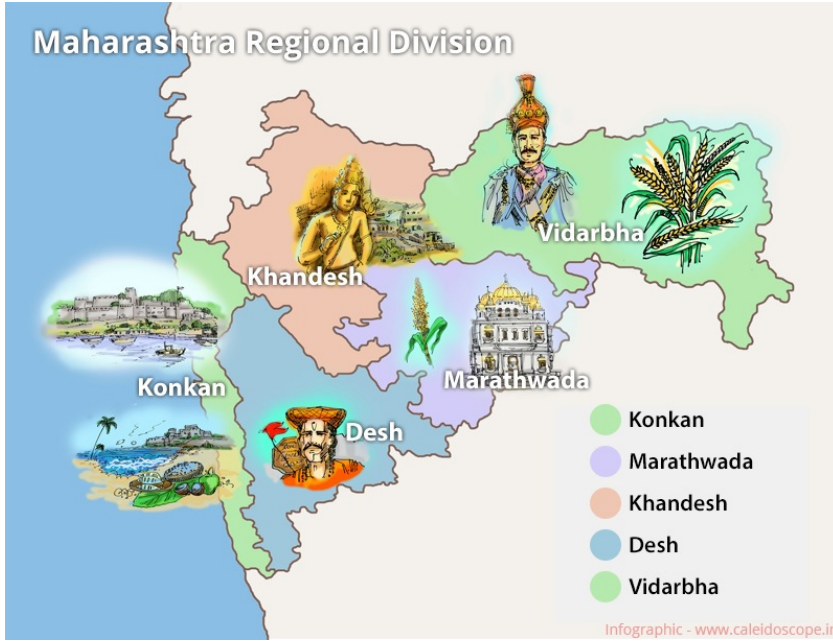 Maharashtra Regional Division
Vidarbha
Khandesh
Marathwada
Konkan
Desh
Konkan
Marathwada
Khandesh
Desh
Vidarbha
Infographic - www.caleidoscope.in